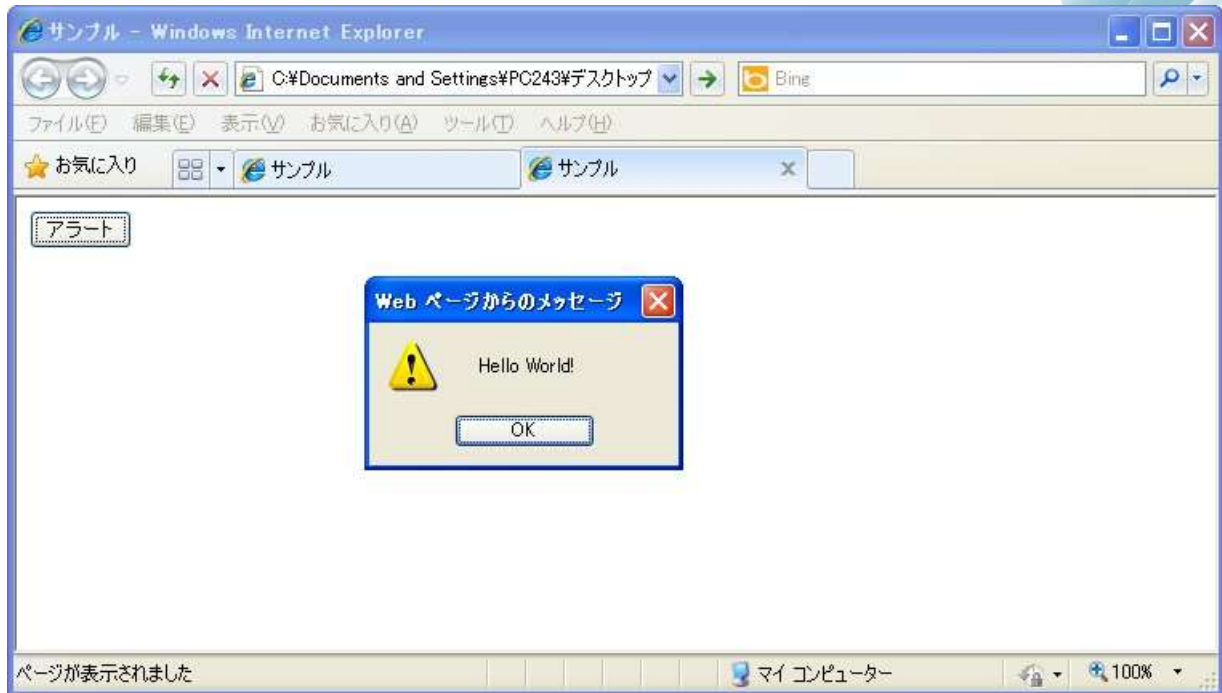 サンプル - Windows Internet Explorer
C:¥Documents and Settings¥PC243¥デスクトップ
Bing
ファイル(F) 編集(E) 表示(V) お気に入り(A) ツール(T) ヘルプ(H)
お気に入り サンプル サンプル
アラート
Web ページからのメッセージ
Hello World!
OK
ページが表示されました マイ コンピューター 100%